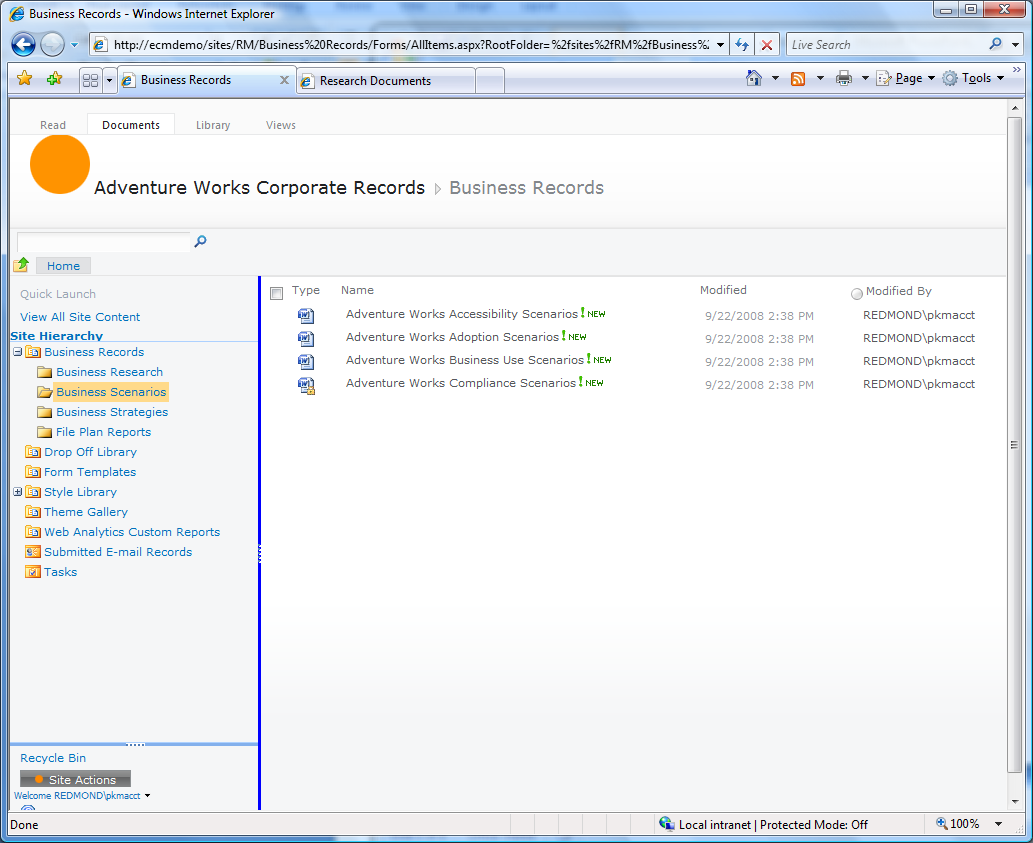 Business Records - Windows Internet Explorer
http://ecmdemo/sites/RM/Business%20Records/Forms/AllItems.aspx?RootFolder=%2fsites%2fRM%2fBusiness%2
Live Search
Business Records
Research Documents
Page
Tools
Read
Documents
Library
Views
Adventure Works Corporate Records
Business Records
Home
Quick Launch
View All Site Content
Site Hierarchy
Business Records
Business Research
Business Scenarios
Business Strategies
File Plan Reports
Drop Off Library
Form Templates
Style Library
Theme Gallery
Web Analytics Custom Reports
Submitted E-mail Records
Tasks
Type Name Modified Modified By
Adventure Works Accessibility Scenarios ! NEW 9/22/2008 2:38 PM REDMOND\pkmacct
Adventure Works Adoption Scenarios ! NEW 9/22/2008 2:38 PM REDMOND\pkmacct
Adventure Works Business Use Scenarios ! NEW 9/22/2008 2:38 PM REDMOND\pkmacct
Adventure Works Compliance Scenarios ! NEW 9/22/2008 2:38 PM REDMOND\pkmacct
Recycle Bin
Site Actions
Welcome REDMOND\pkmacct
Done
Local intranet | Protected Mode: Off
100%